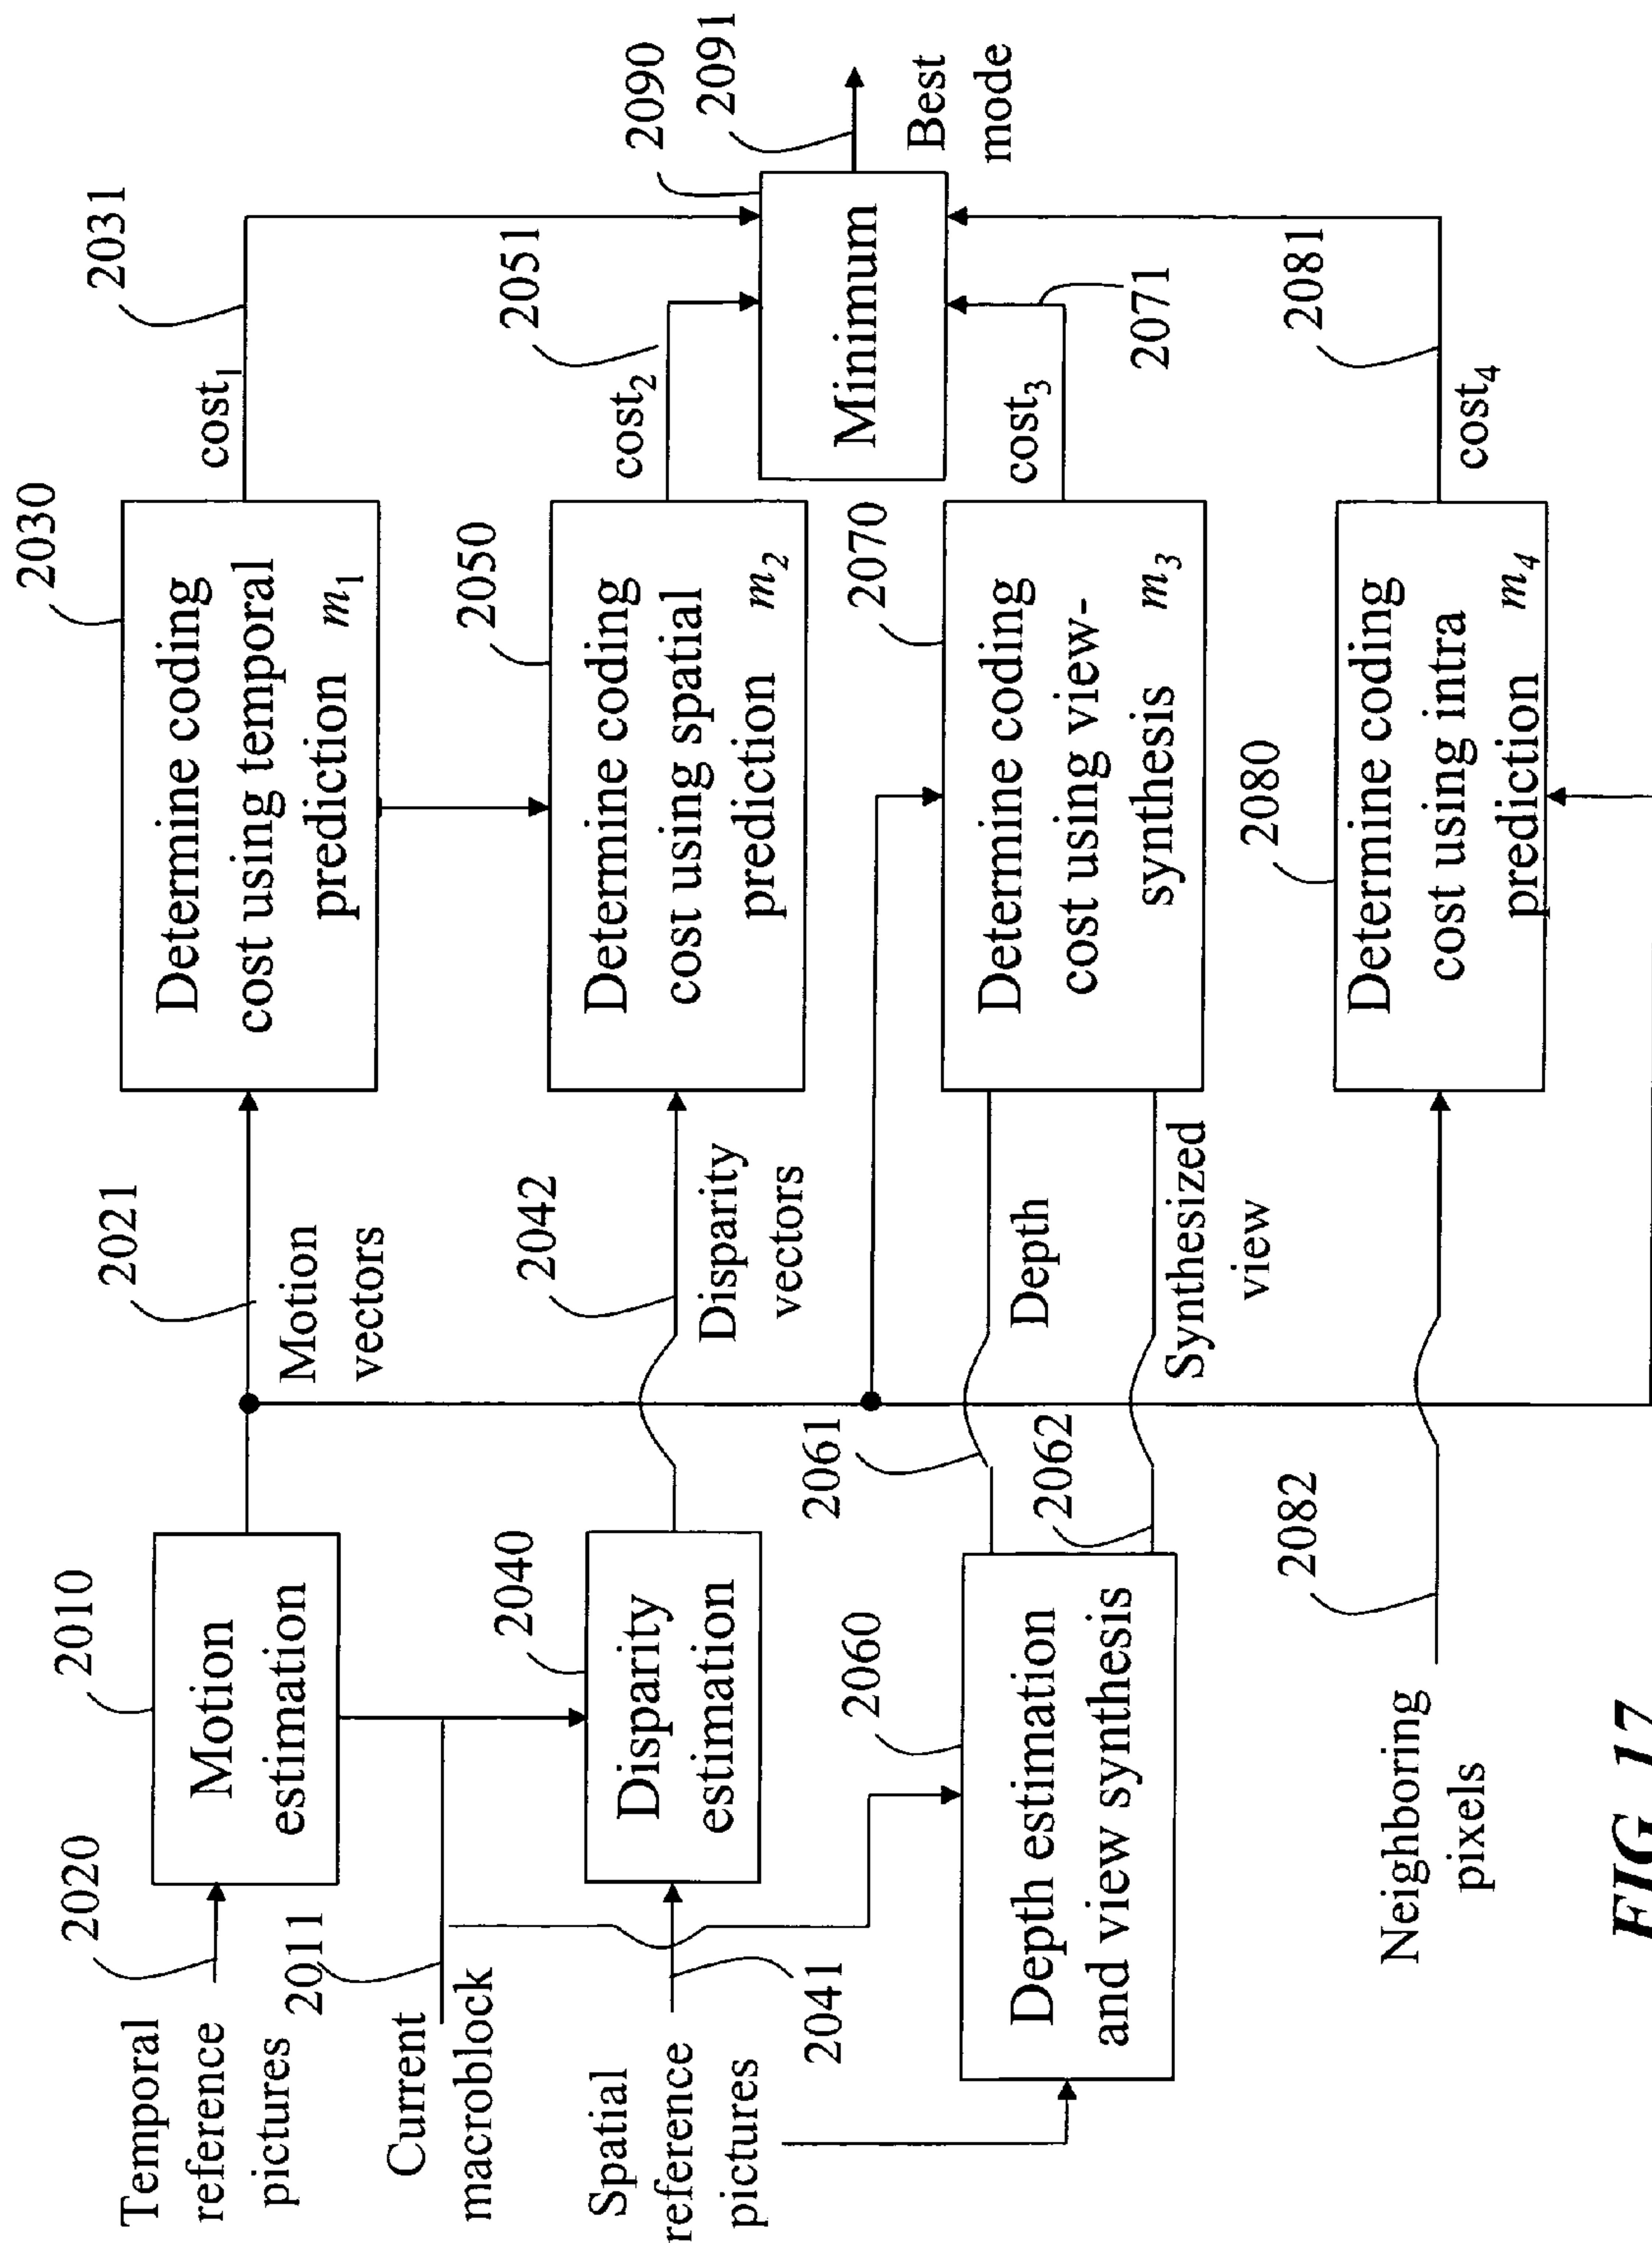 2010
2020
Temporal
reference
pictures
Motion
estimation
2021
Motion
vectors
2030
Determine coding
cost using temporal
prediction m1
cost1
2031
2011
Current
macroblock
2040
Disparity
estimation
2042
Disparity
vectors
2050
Determine coding
cost using spatial
prediction m2
cost2
2051
2090
2091
Minimum
Best
mode
Spatial
reference
pictures
2041
2060
Depth estimation
and view synthesis
2061
Depth
2062
Synthesized
view
2070
Determine coding
cost using view-
synthesis m3
cost3
2071
Neighboring
pixels
2082
2080
Determine coding
cost using intra
prediction m4
cost4
2081
FIG. 17